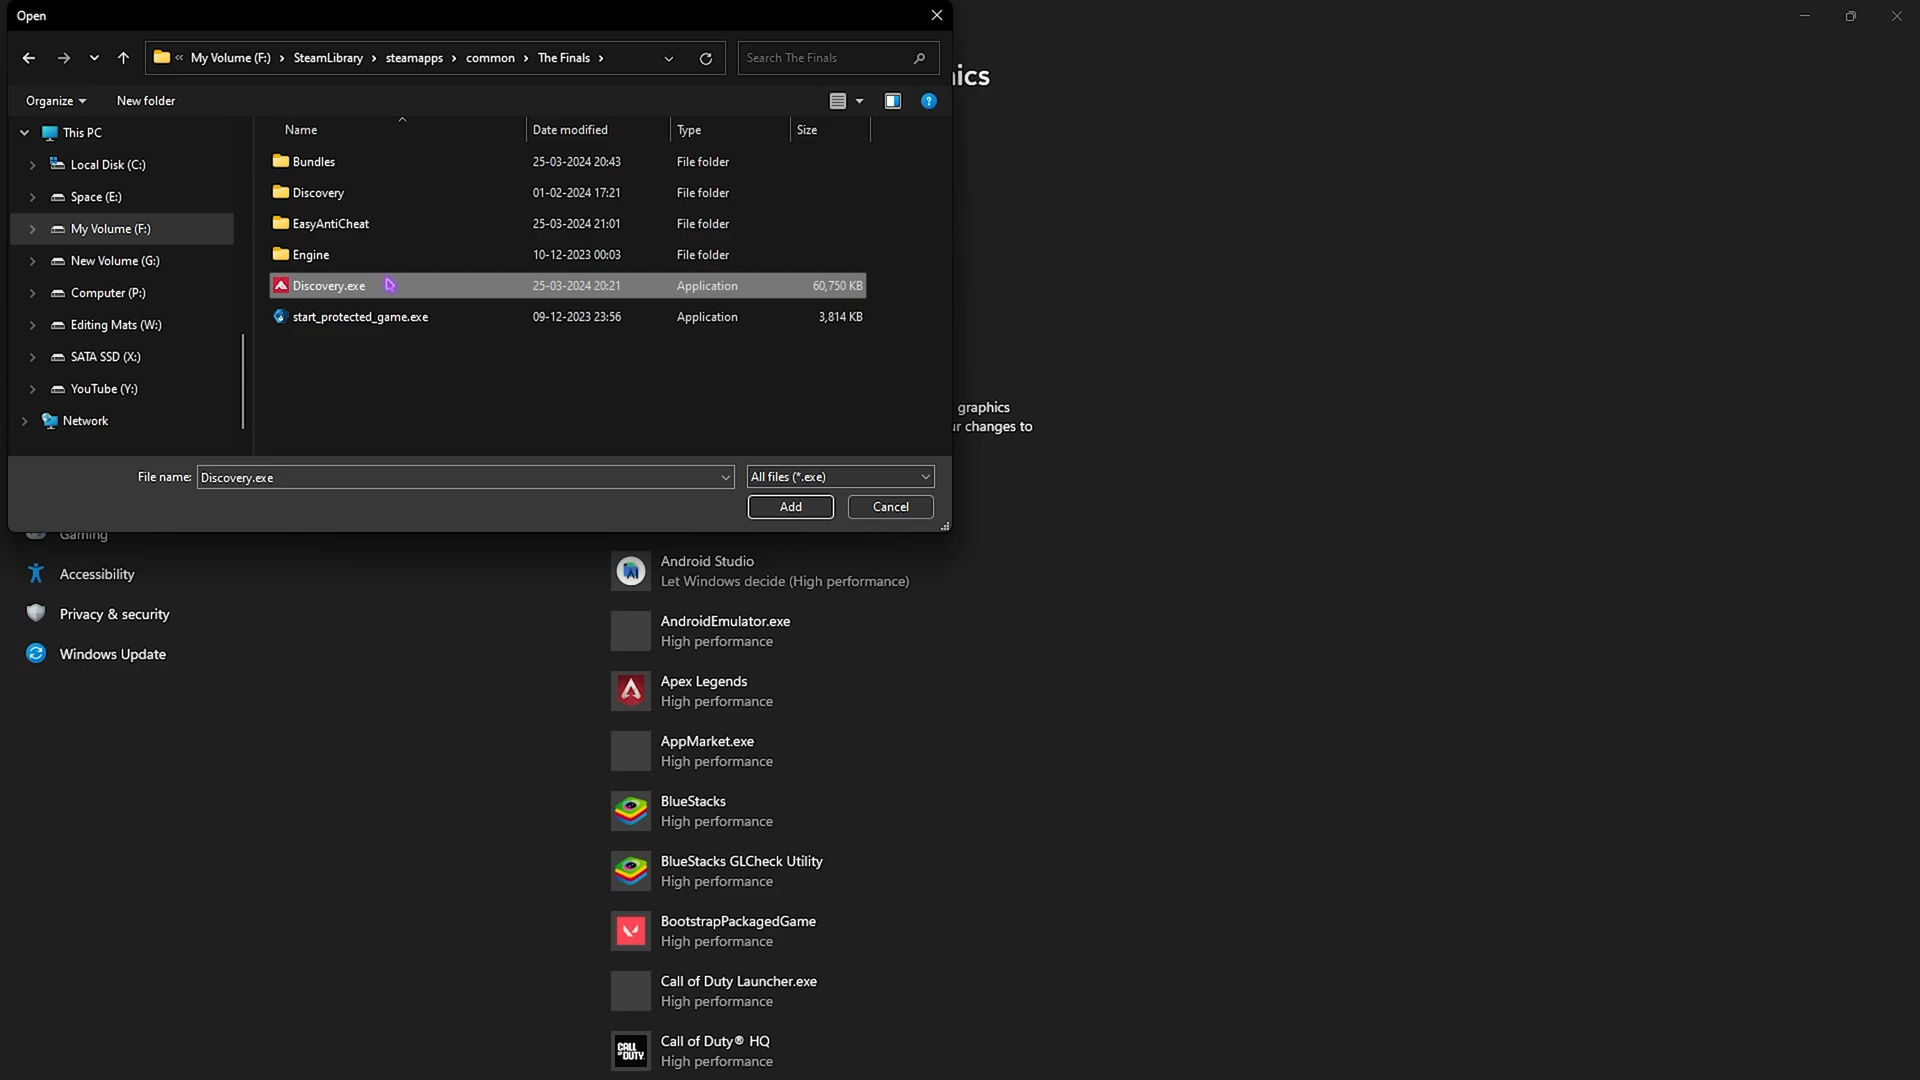 Open
« My Volume (F:) › SteamLibrary › steamapps › common › The Finals ›
Search The Finals
ics
Organize
New folder
This PC
Local Disk (C:)
Space (E:)
My Volume (F:)
New Volume (G:)
Computer (P:)
Editing Mats (W:)
SATA SSD (X:)
YouTube (Y:)
Network
Name Date modified Type Size
Bundles 25-03-2024 20:43 File folder
Discovery 01-02-2024 17:21 File folder
EasyAntiCheat 25-03-2024 21:01 File folder
Engine 10-12-2023 00:03 File folder
Discovery.exe 25-03-2024 20:21 Application 60,750 KB
start_protected_game.exe 09-12-2023 23:56 Application 3,814 KB
graphics
ur changes to
File name: Discovery.exe
All files (*.exe)
Add
Cancel
Gaming
Accessibility
Privacy & security
Windows Update
Android Studio
Let Windows decide (High performance)
AndroidEmulator.exe
High performance
Apex Legends
High performance
AppMarket.exe
High performance
BlueStacks
High performance
BlueStacks GLCheck Utility
High performance
BootstrapPackagedGame
High performance
Call of Duty Launcher.exe
High performance
CALL OF DUTY
Call of Duty® HQ
High performance